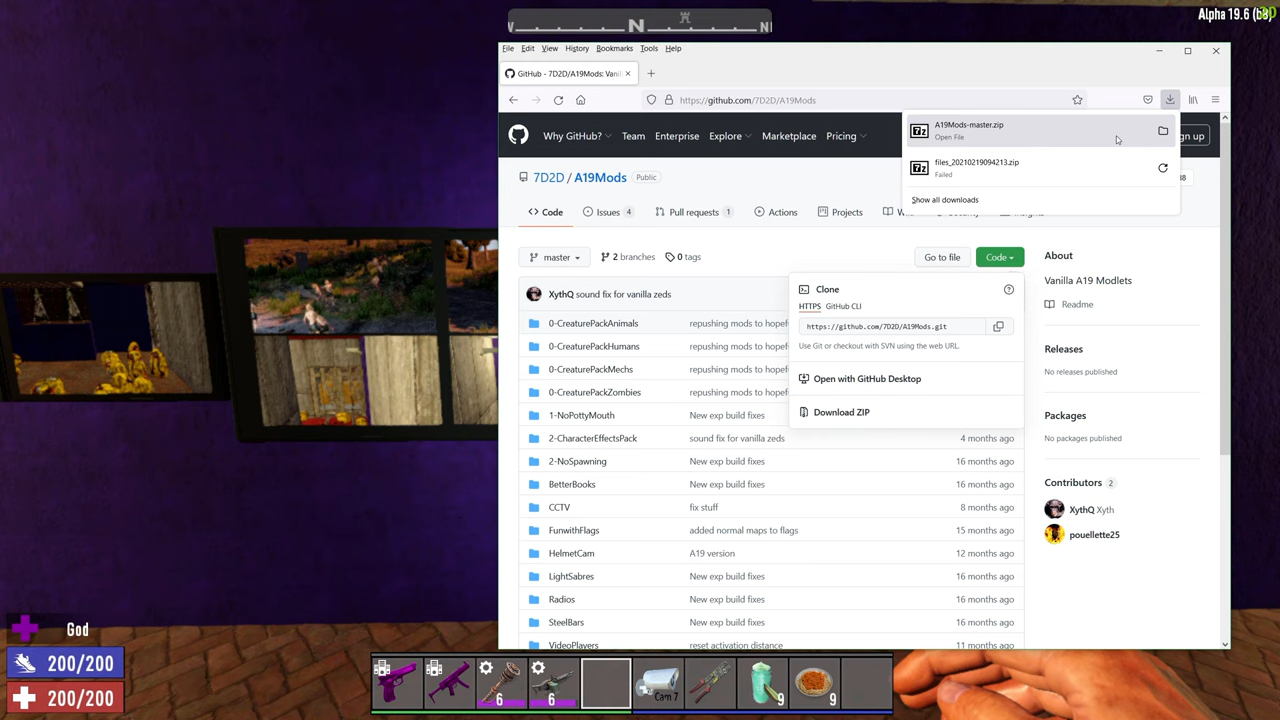 Alpha 19.6
N
File Edit View History Bookmarks Tools Help
GitHub - 7D2D/A19Mods: Vanil
https://github.com/7D2D/A19Mods
Why GitHub? Team Enterprise Explore Marketplace Pricing
gn up
A19Mods-master.zip
Open File
files_20210219094213.zip
Failed
Show all downloads
7D2D / A19Mods Public
Code Issues 4 Pull requests 1 Actions Projects
master 2 branches 0 tags Go to file Code
About
Vanilla A19 Modlets
Readme
Releases
No releases published
Packages
No packages published
Contributors 2
XythQ Xyth
pouellette25
Clone
HTTPS GitHub CLI
https://github.com/7D2D/A19Mods.git
Use Git or checkout with SVN using the web URL.
Open with GitHub Desktop
Download ZIP
XythQ sound fix for vanilla zeds
0-CreaturePackAnimals repushing mods to hopef
0-CreaturePackHumans repushing mods to hopef
0-CreaturePackMechs repushing mods to hopef
0-CreaturePackZombies repushing mods to hopef
1-NoPottyMouth New exp build fixes
2-CharacterEffectsPack sound fix for vanilla zeds 4 months ago
2-NoSpawning New exp build fixes 16 months ago
BetterBooks New exp build fixes 16 months ago
CCTV fix stuff 8 months ago
FunwithFlags added normal maps to flags 15 months ago
HelmetCam A19 version 12 months ago
LightSabres New exp build fixes 16 months ago
Radios New exp build fixes 16 months ago
SteelBars New exp build fixes 16 months ago
VideoPlayers reset activation distance 11 months ago
God
200/200
200/200
6
6
Cam 7
9
9